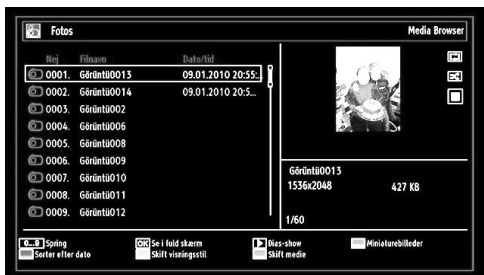 Fotos Media Browser
Nej Filnavn Dato/tid
0001. Görüntü0013 09.01.2010 20:55:..
0002. Görüntü0014 09.01.2010 20:5...
0003. Görüntü002
0004. Görüntü006
0005. Görüntü008
0006. Görüntü009
0007. Görüntü010
0008. Görüntü011
0009. Görüntü012
Görüntü0013
1536x2048 427 KB
1/60
0...9 Spring OK Se i fuld skærm Dias-show Miniaturebilleder
Sorter efter dato Skift visningsstil Skift medie